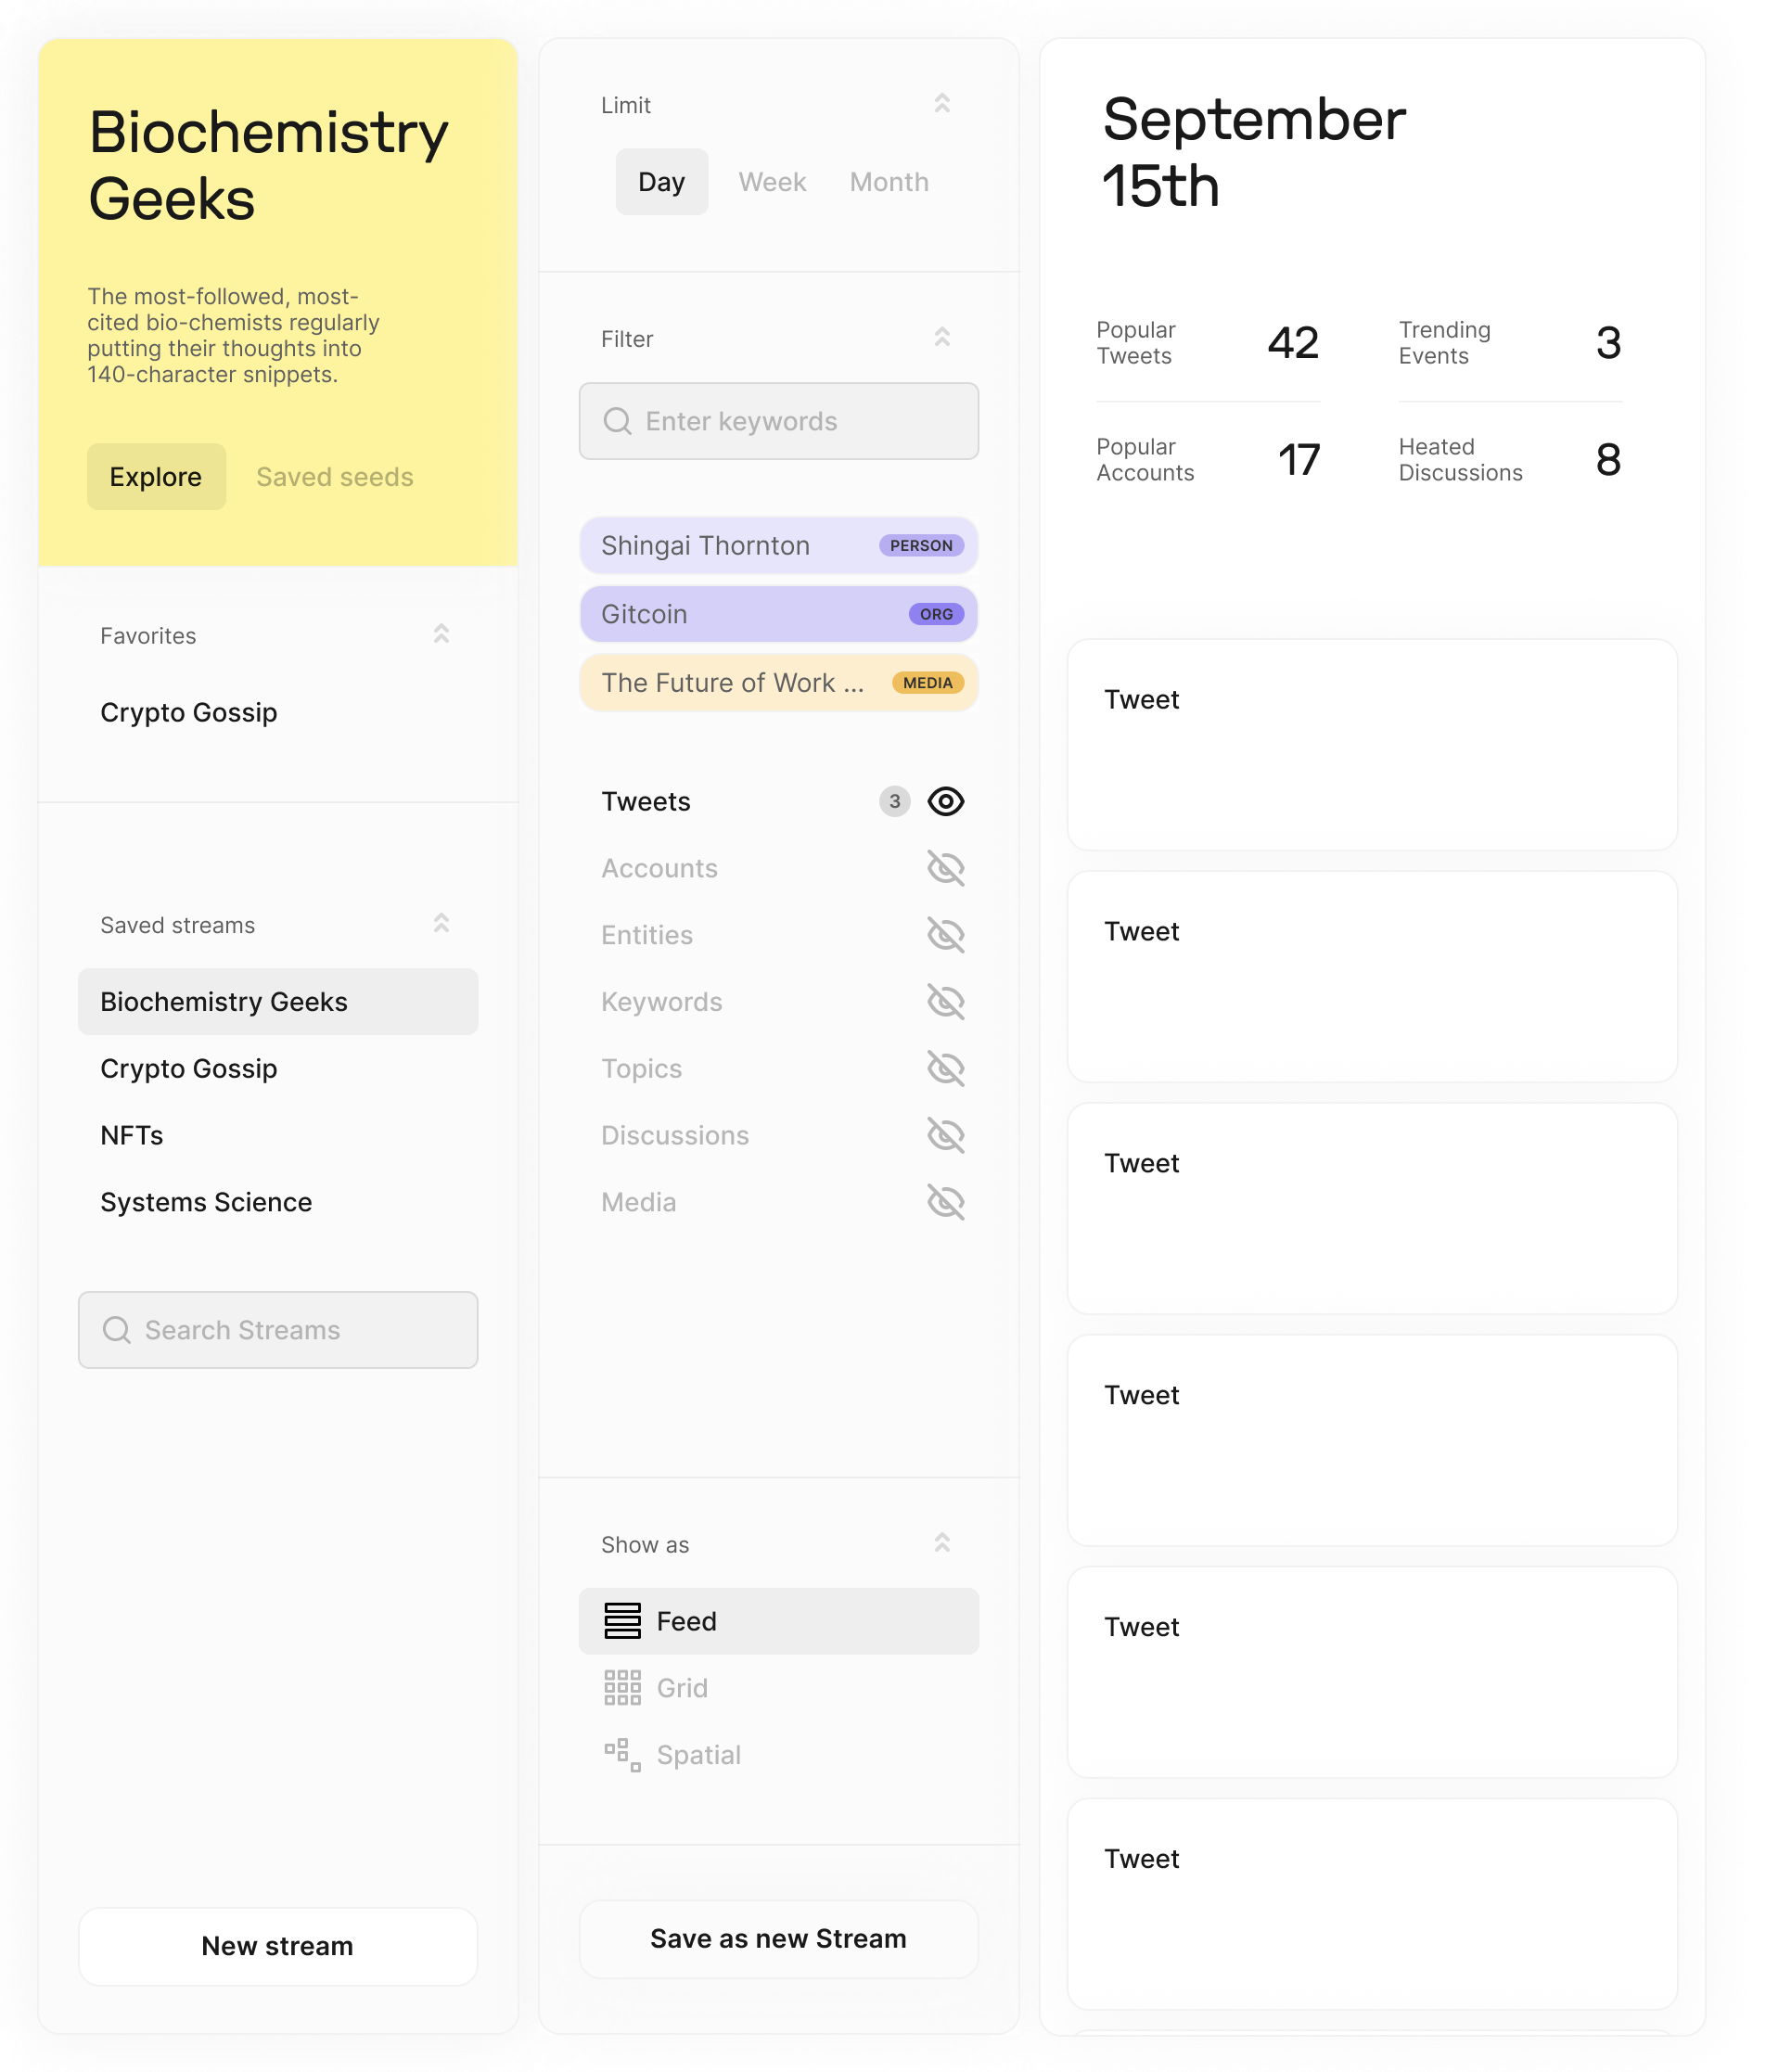 Biochemistry
Geeks
The most-followed, most-
cited bio-chemists regularly
putting their thoughts into
140-character snippets.
Explore
Saved seeds
Favorites
Crypto Gossip
Saved streams
Biochemistry Geeks
Crypto Gossip
NFTs
Systems Science
Search Streams
New stream
Limit
Day
Week
Month
Filter
Enter keywords
Shingai Thornton
PERSON
Gitcoin
ORG
The Future of Work ...
MEDIA
Tweets
3
Accounts
Entities
Keywords
Topics
Discussions
Media
Show as
Feed
Grid
Spatial
Save as new Stream
September
15th
Popular
Tweets
42
Trending
Events
3
Popular
Accounts
17
Heated
Discussions
8
Tweet
Tweet
Tweet
Tweet
Tweet
Tweet